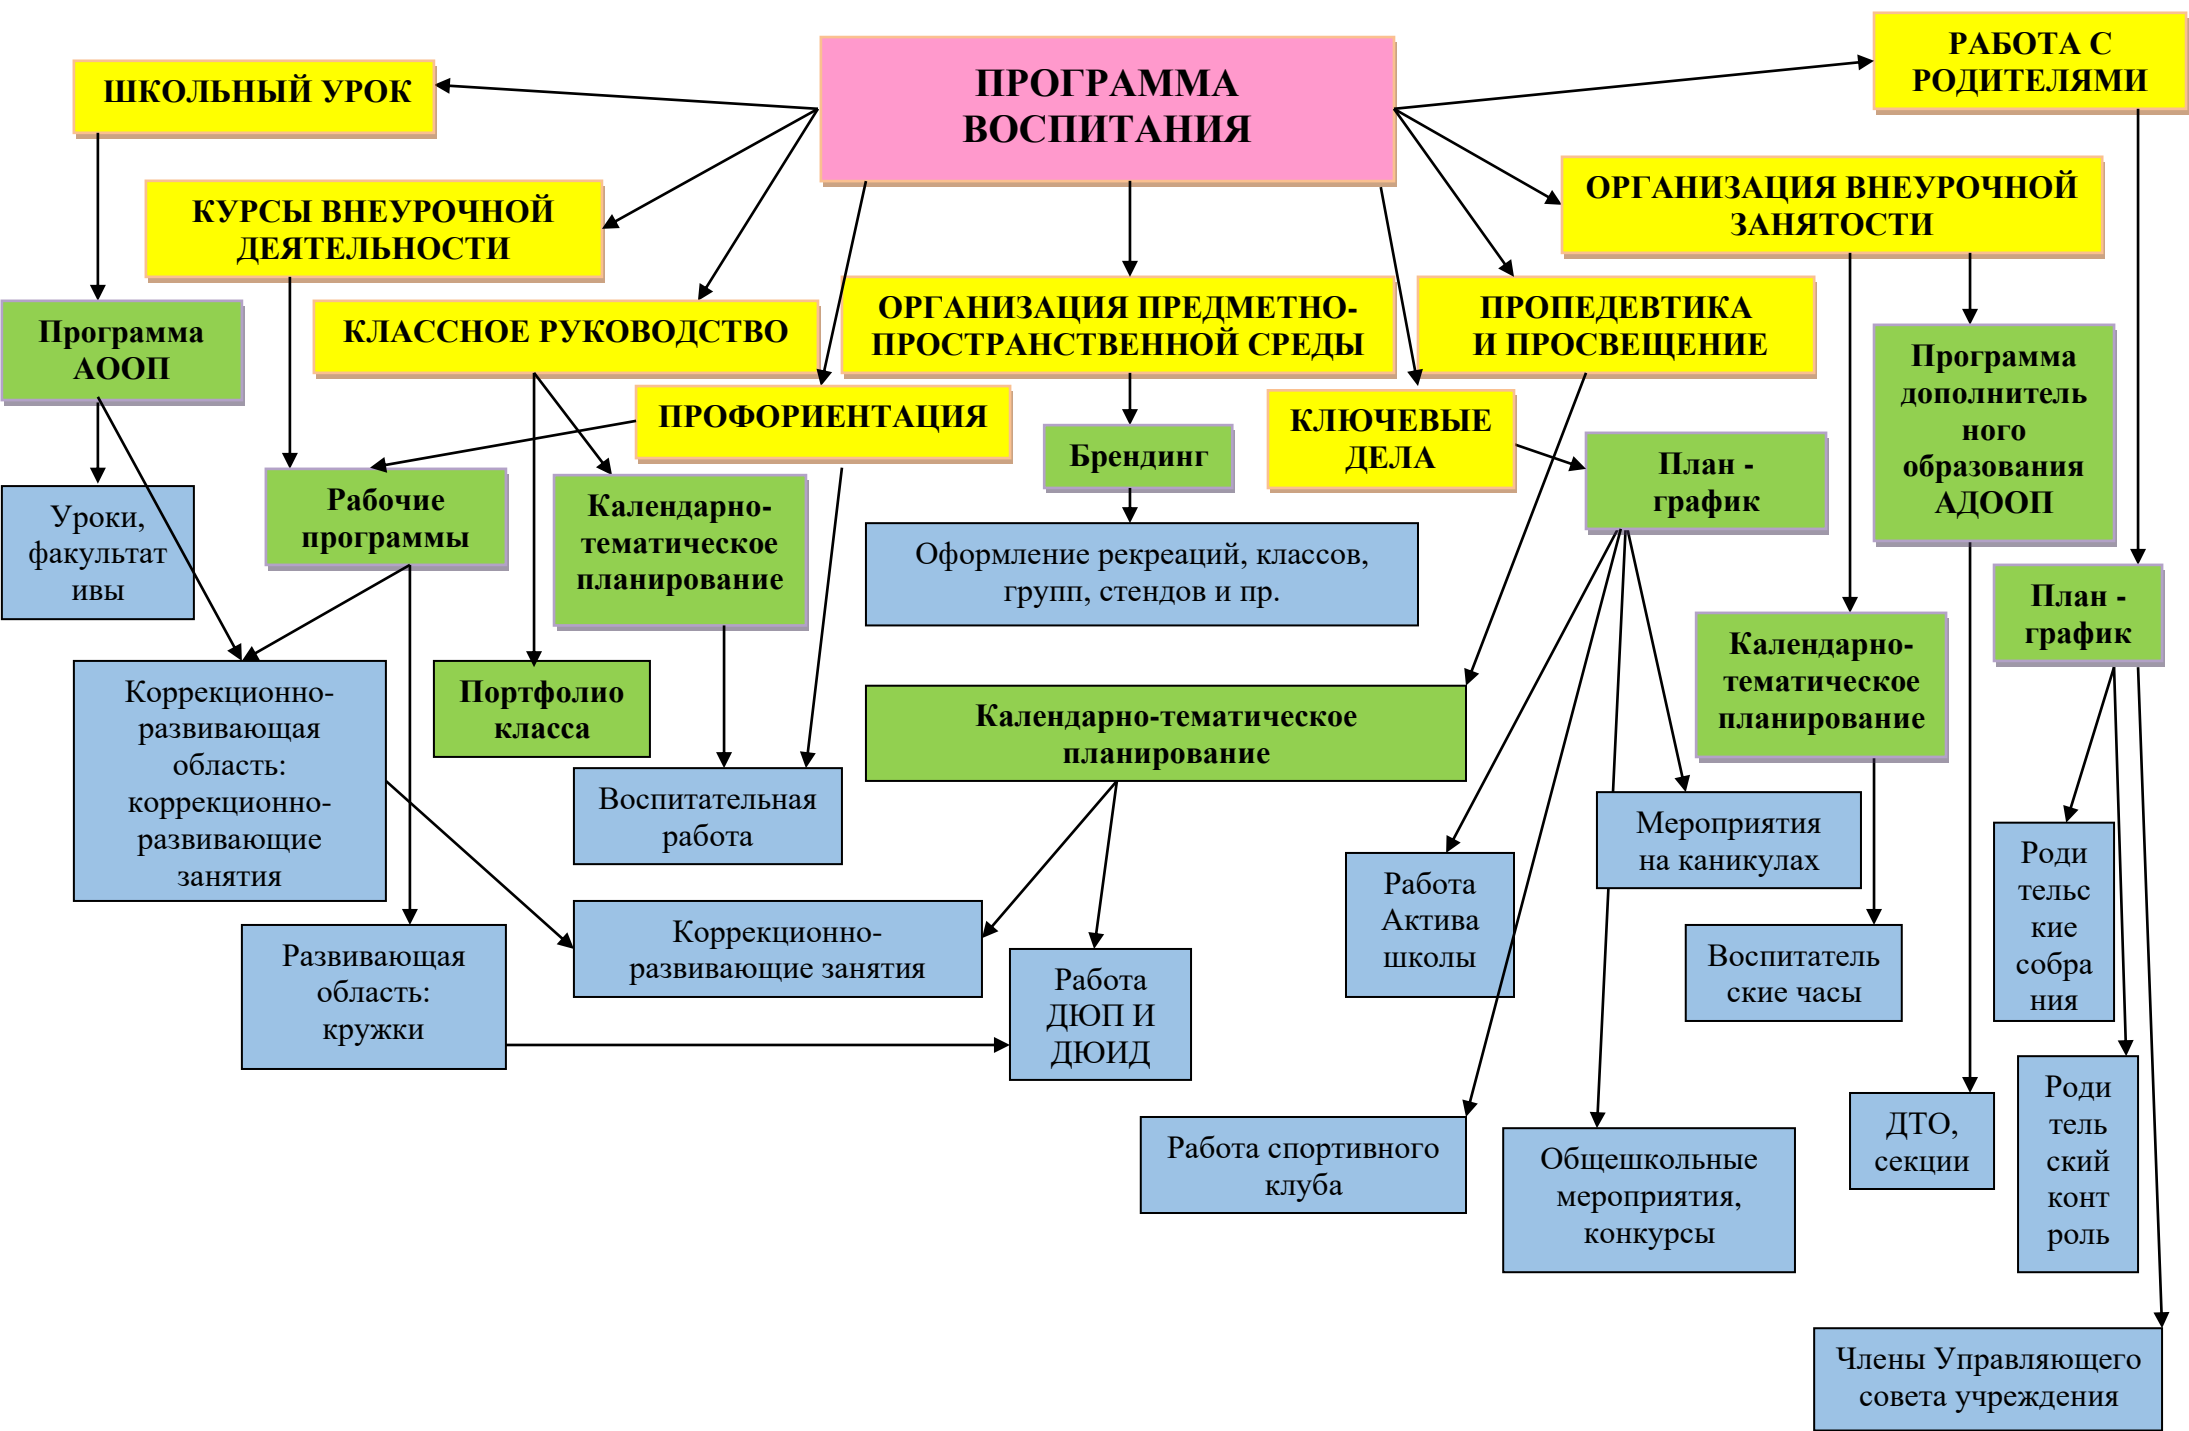 ПРОГРАММА
ВОСПИТАНИЯ
РАБОТА С
РОДИТЕЛЯМИ
ШКОЛЬНЫЙ УРОК
КУРСЫ ВНЕУРОЧНОЙ
ДЕЯТЕЛЬНОСТИ
ОРГАНИЗАЦИЯ ВНЕУРОЧНОЙ
ЗАНЯТОСТИ
КЛАССНОЕ РУКОВОДСТВО
ОРГАНИЗАЦИЯ ПРЕДМЕТНО-
ПРОСТРАНСТВЕННОЙ СРЕДЫ
ПРОПЕДЕВТИКА
И ПРОСВЕЩЕНИЕ
Программа
АООП
Программа
дополнитель
ного
образования
АДООП
ПРОФОРИЕНТАЦИЯ
КЛЮЧЕВЫЕ
ДЕЛА
Брендинг
План -
график
Рабочие
программы
Календарно-
тематическое
планирование
Уроки,
факультат
ивы
Оформление рекреаций, классов,
групп, стендов и пр.
План -
график
Календарно-
тематическое
планирование
Коррекционно-
развивающая
область:
коррекционно-
развивающие
занятия
Портфолио
класса
Календарно-тематическое
планирование
Воспитательная
работа
Мероприятия
на каникулах
Роди
тельс
кие
собра
ния
Работа
Актива
школы
Коррекционно-
развивающие занятия
Развивающая
область:
кружки
Воспитатель
ские часы
Работа
ДЮП И
ДЮИД
Роди
тель
ский
конт
роль
ДТО,
секции
Работа спортивного
клуба
Общешкольные
мероприятия,
конкурсы
Члены Управляющего
совета учреждения